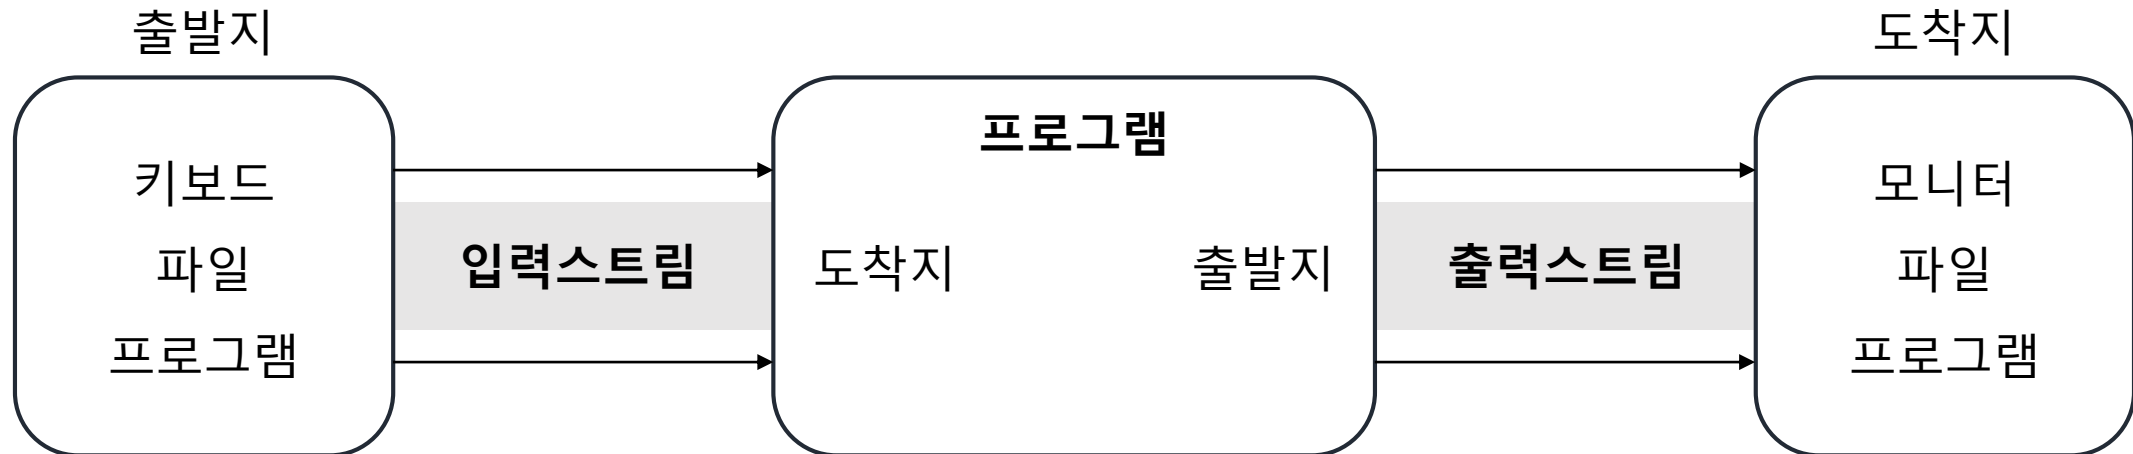 출발지
키보드
파일
프로그램
입력스트림
프로그램
도착지
출발지
출력스트림
도착지
모니터
파일
프로그램